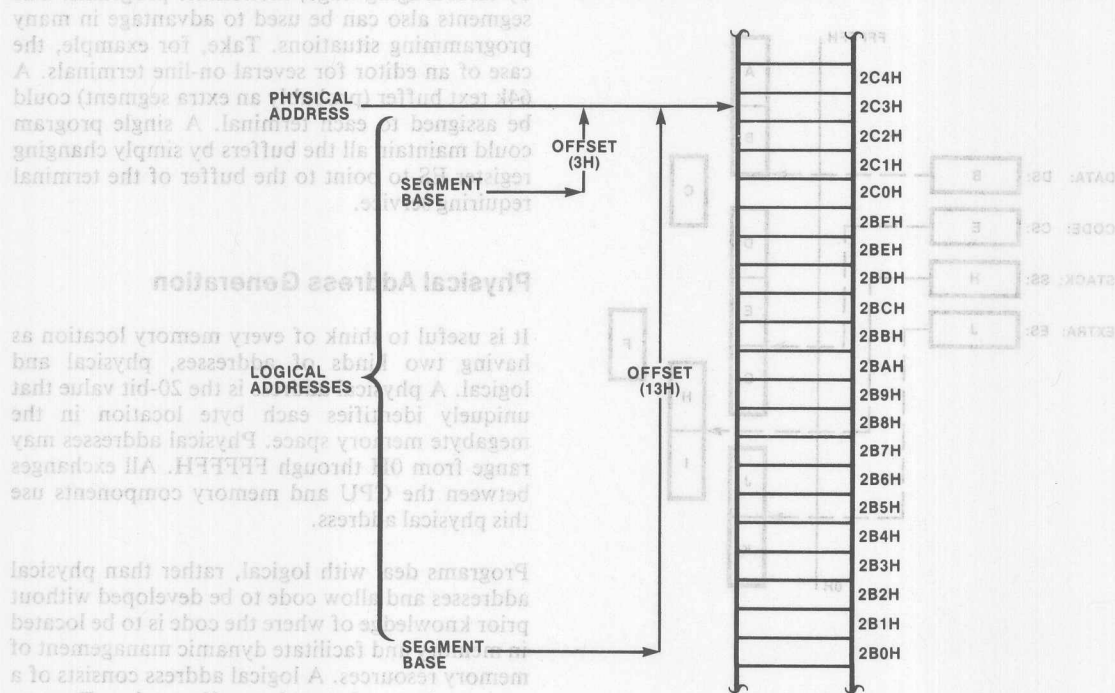 2C4H
PHYSICAL
ADDRESS
2C3H
2C2H
OFFSET
(3H)
2C1H
SEGMENT
BASE
2C0H
2BFH
2BEH
2BDH
2BCH
2BBH
LOGICAL
ADDRESSES
OFFSET
(13H)
2BAH
2B9H
2B8H
2B7H
2B6H
2B5H
2B4H
2B3H
2B2H
2B1H
SEGMENT
BASE
2B0H
segments also can be used to advantage in many
programming situations. Take, for example, the
case of an editor for several on-line terminals. A
64k text buffer an extra segment) could
be assigned to each terminal. A single program
could maintain all the buffers by simply changing
register ES to point to the buffer of the terminal
requiring service.
Physical Address Generation
It is useful to think of every memory location as
having two kinds of addresses, physical and
logical. A physical address is the 20-bit value that
uniquely identifies each byte location in the
megabyte memory space. Physical addresses may
range from 0H through FFFFFH. All exchanges
between the CPU and memory components use
this physical address.
Programs deal with logical, rather than physical
addresses and allow code to be developed without
prior knowledge of where the code is to be located
in memory and facilitate dynamic management of
memory resources. A logical address consists of a
DATA: DS: B
CODE: CS: E
STACK: SS: H
EXTRA: ES: J
A
B
C
D
E
F
G
H
I
J
K
0H